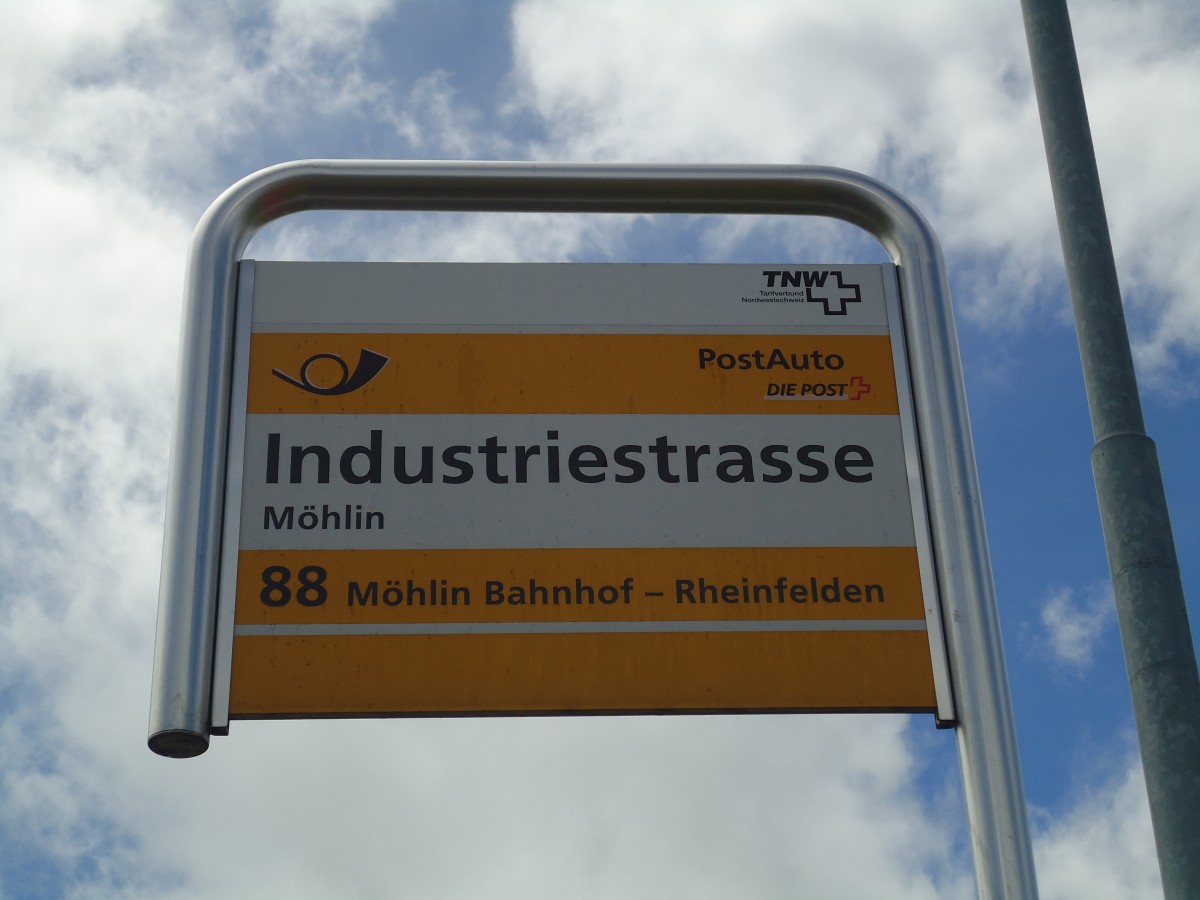 TNW
Tarifverbund
Nordwestschweiz
PostAuto
DIE POST
Industriestrasse
Möhlin
88 Möhlin Bahnhof – Rheinfelden